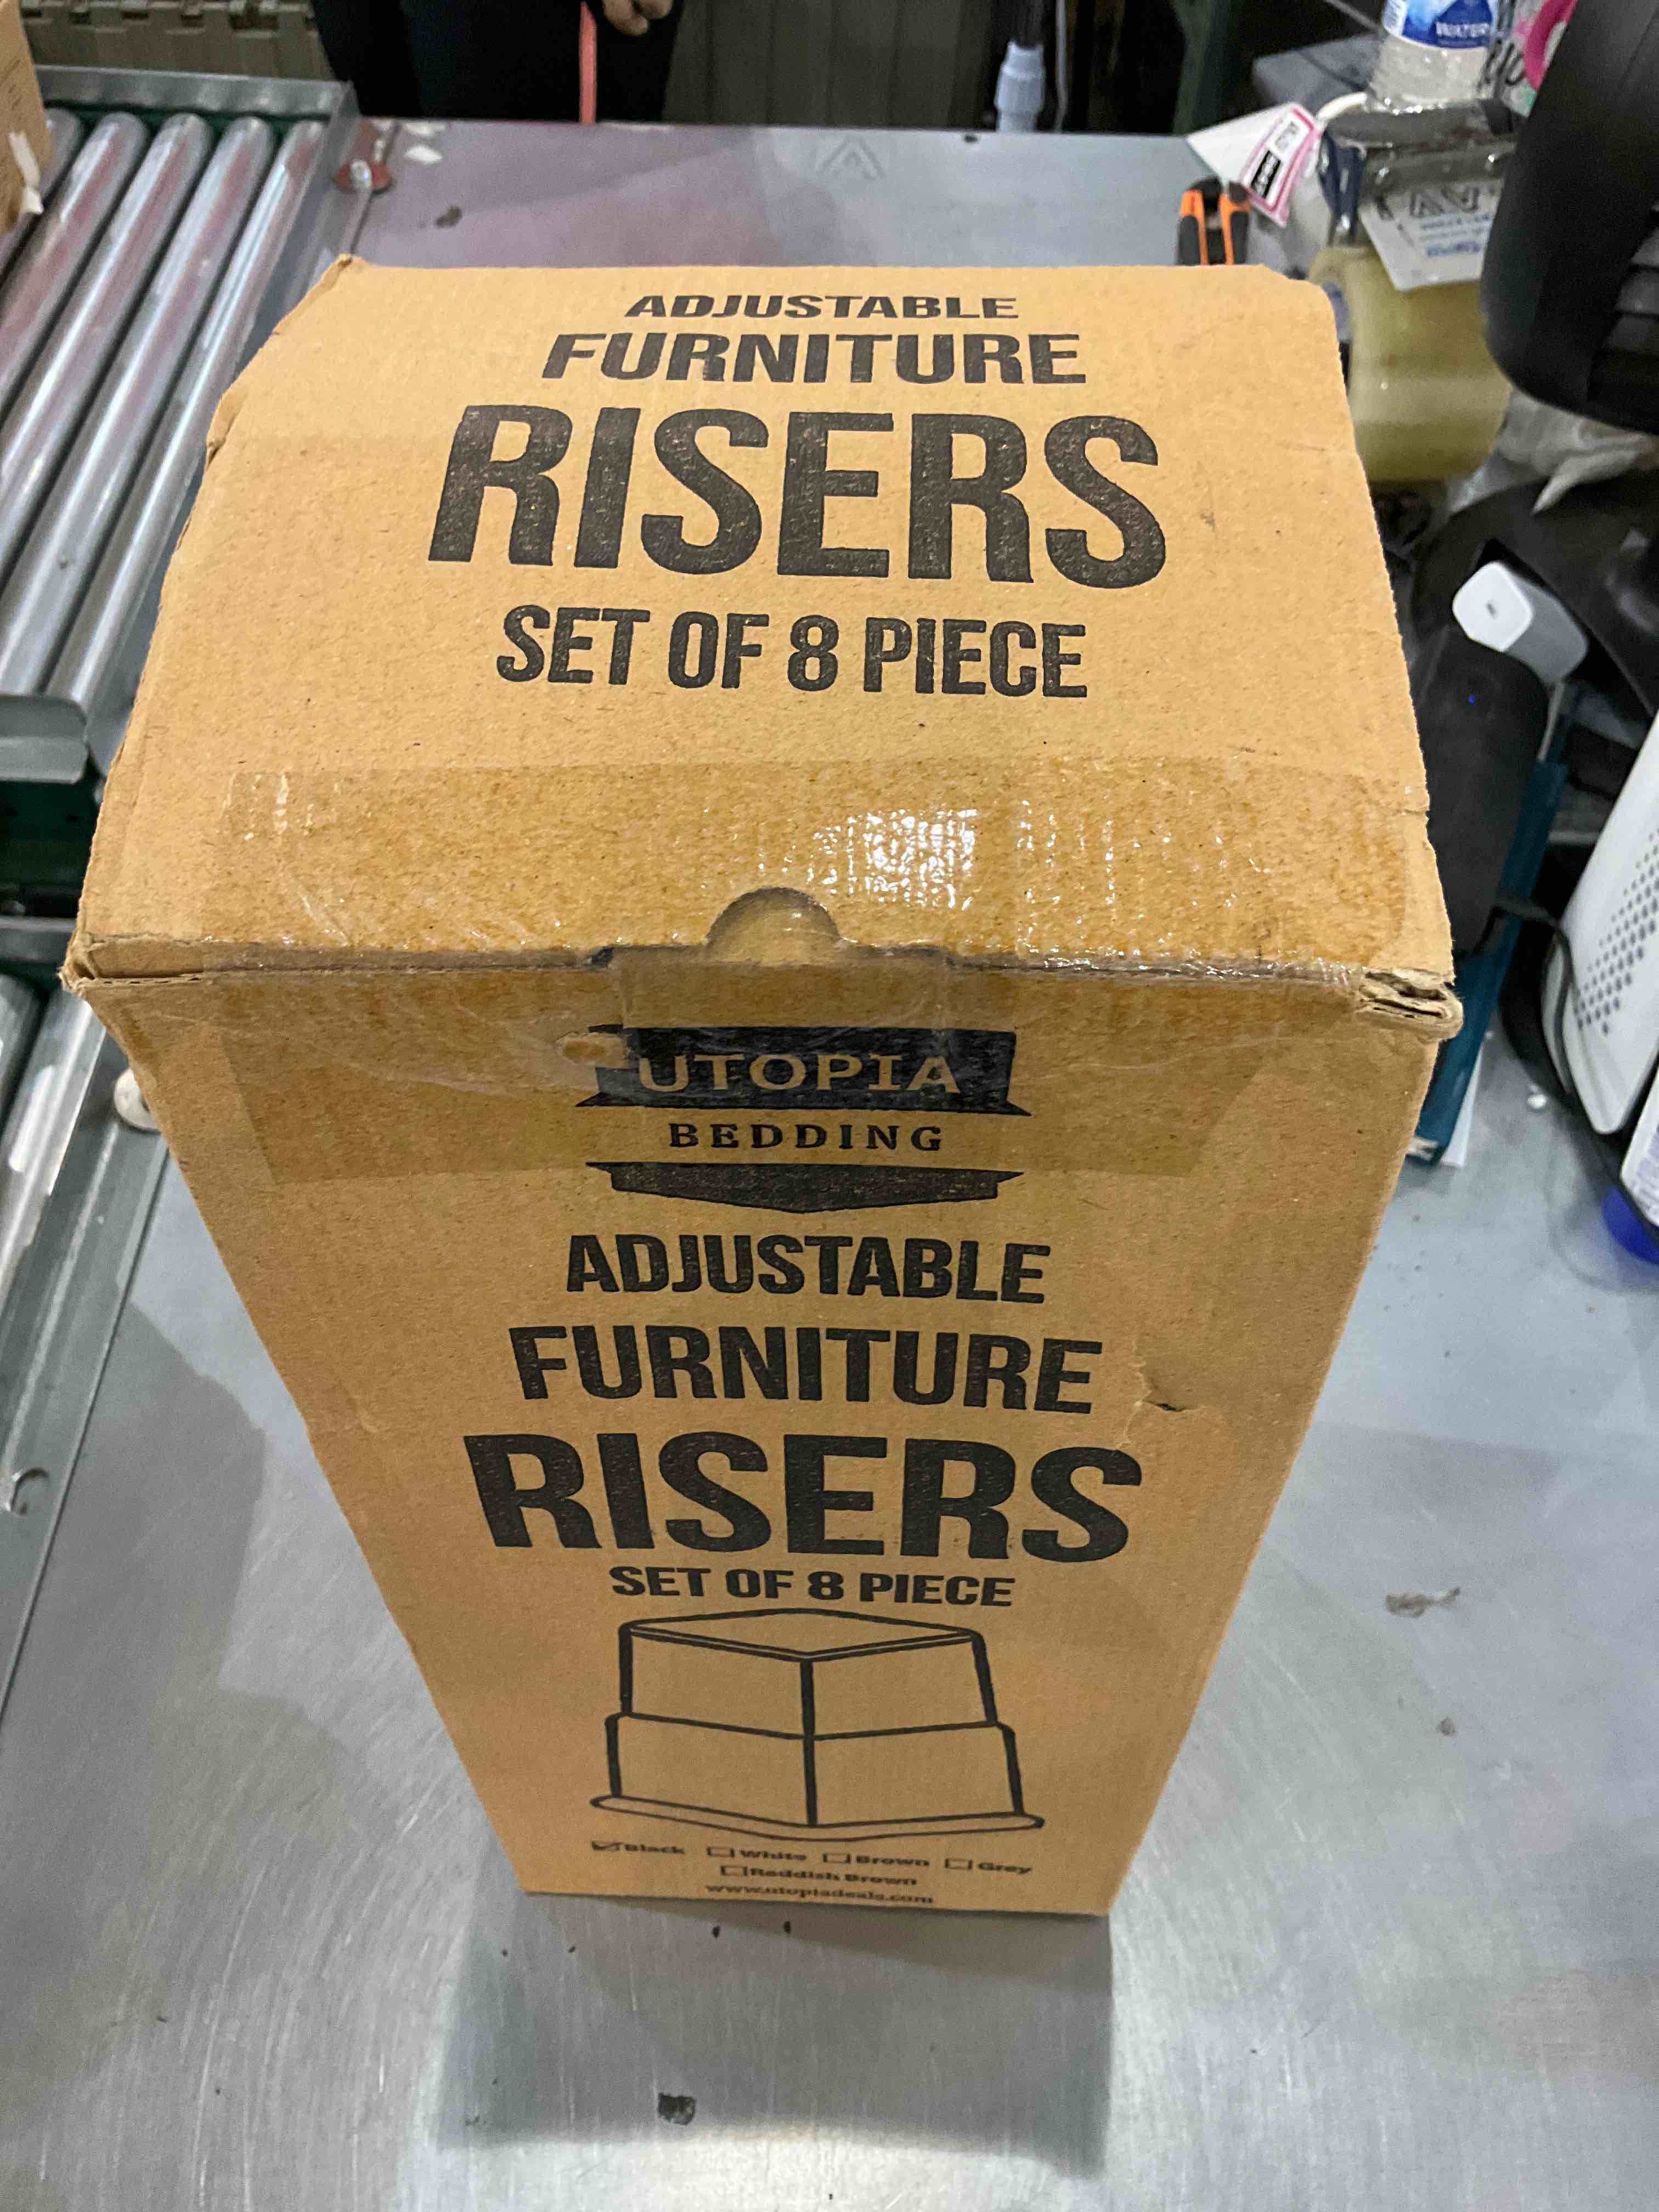 WATER
ADJUSTABLE
FURNITURE
RISERS
SET OF 8 PIECE
UTOPIA
BEDDING
ADJUSTABLE
FURNITURE
RISERS
SET OF 8 PIECE
Black White Brown Grey
Reddish Brown
www.utopiadeals.com